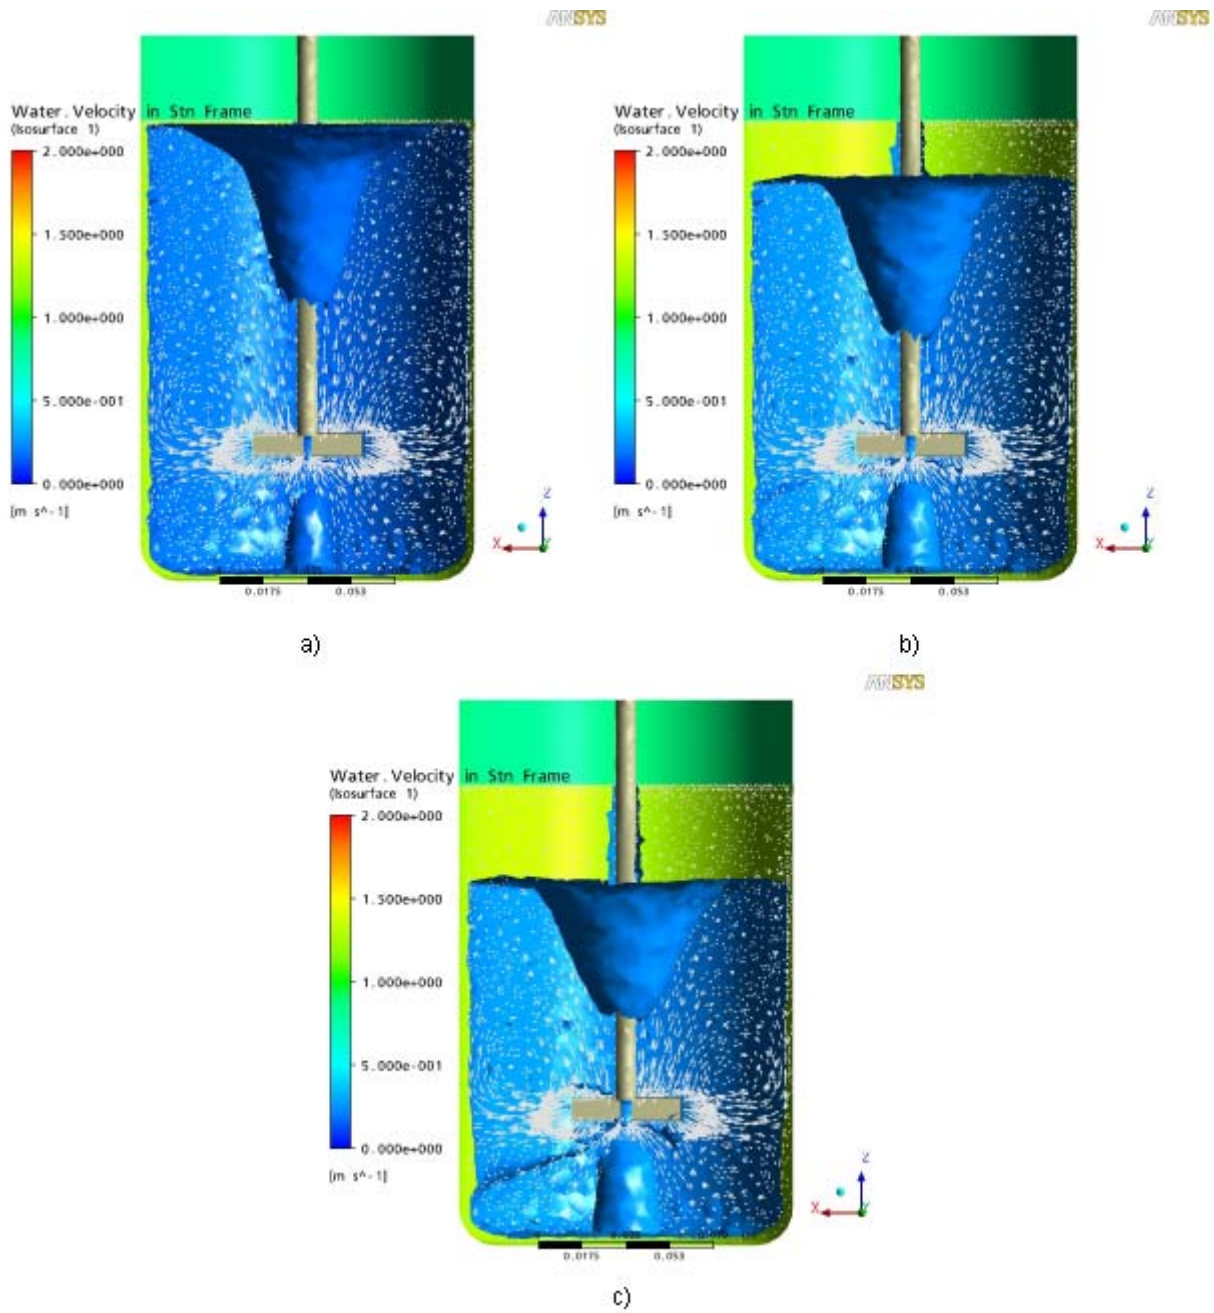 ANSYS
ANSYS
Water.Velocity in Stn Frame
(Isosurface 1)
2.000e+000
1.500e+000
1.000e+000
5.000e-001
0.000e+000
[m s^-1]
Z
X
Y
0.0175
0.053
a)
Water.Velocity in Stn Frame
(Isosurface 1)
2.000e+000
1.500e+000
1.000e+000
5.000e-001
0.000e+000
[m s^-1]
Z
X
Y
0.0175
0.053
b)
ANSYS
Water.Velocity in Stn Frame
(Isosurface 1)
2.000e+000
1.500e+000
1.000e+000
5.000e-001
0.000e+000
[m s^-1]
Z
X
Y
0.0175
0.053
c)